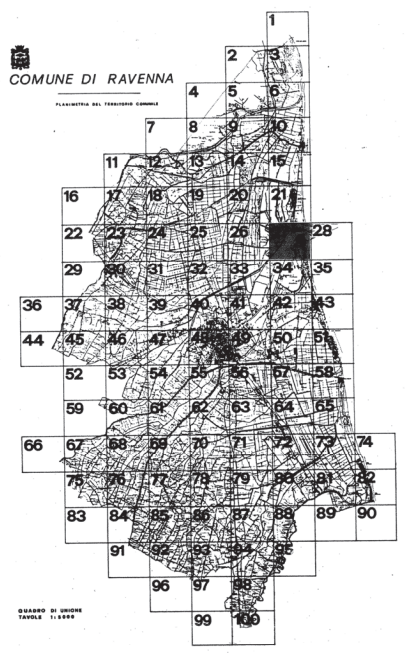 1
2 3
COMUNE DI RAVENNA
4 5 6
PLANIMETRIA DEL TERRITORIO COMUNALE
7 8 9 10
11 12 13 14 15
16 17 18 19 20 21
22 23 24 25 26 28
29 30 31 32 33 34 35
36 37 38 39 40 41 42 43
44 45 46 47 48 49 50 51
52 53 54 55 56 57 58
59 60 61 62 63 64 65
66 67 68 69 70 71 72 73 74
75 76 77 78 79 80 81 82
83 84 85 86 87 88 89 90
91 92 93 94 95
96 97 98
QUADRO DI UNIONE
TAVOLE 1:5000
99 100